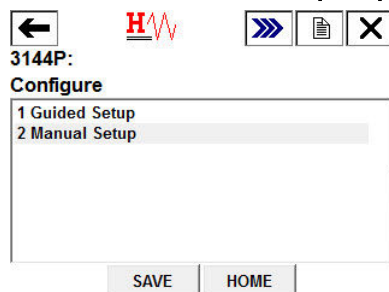 H
3144P:
Configure
1 Guided Setup
2 Manual Setup
SAVE HOME